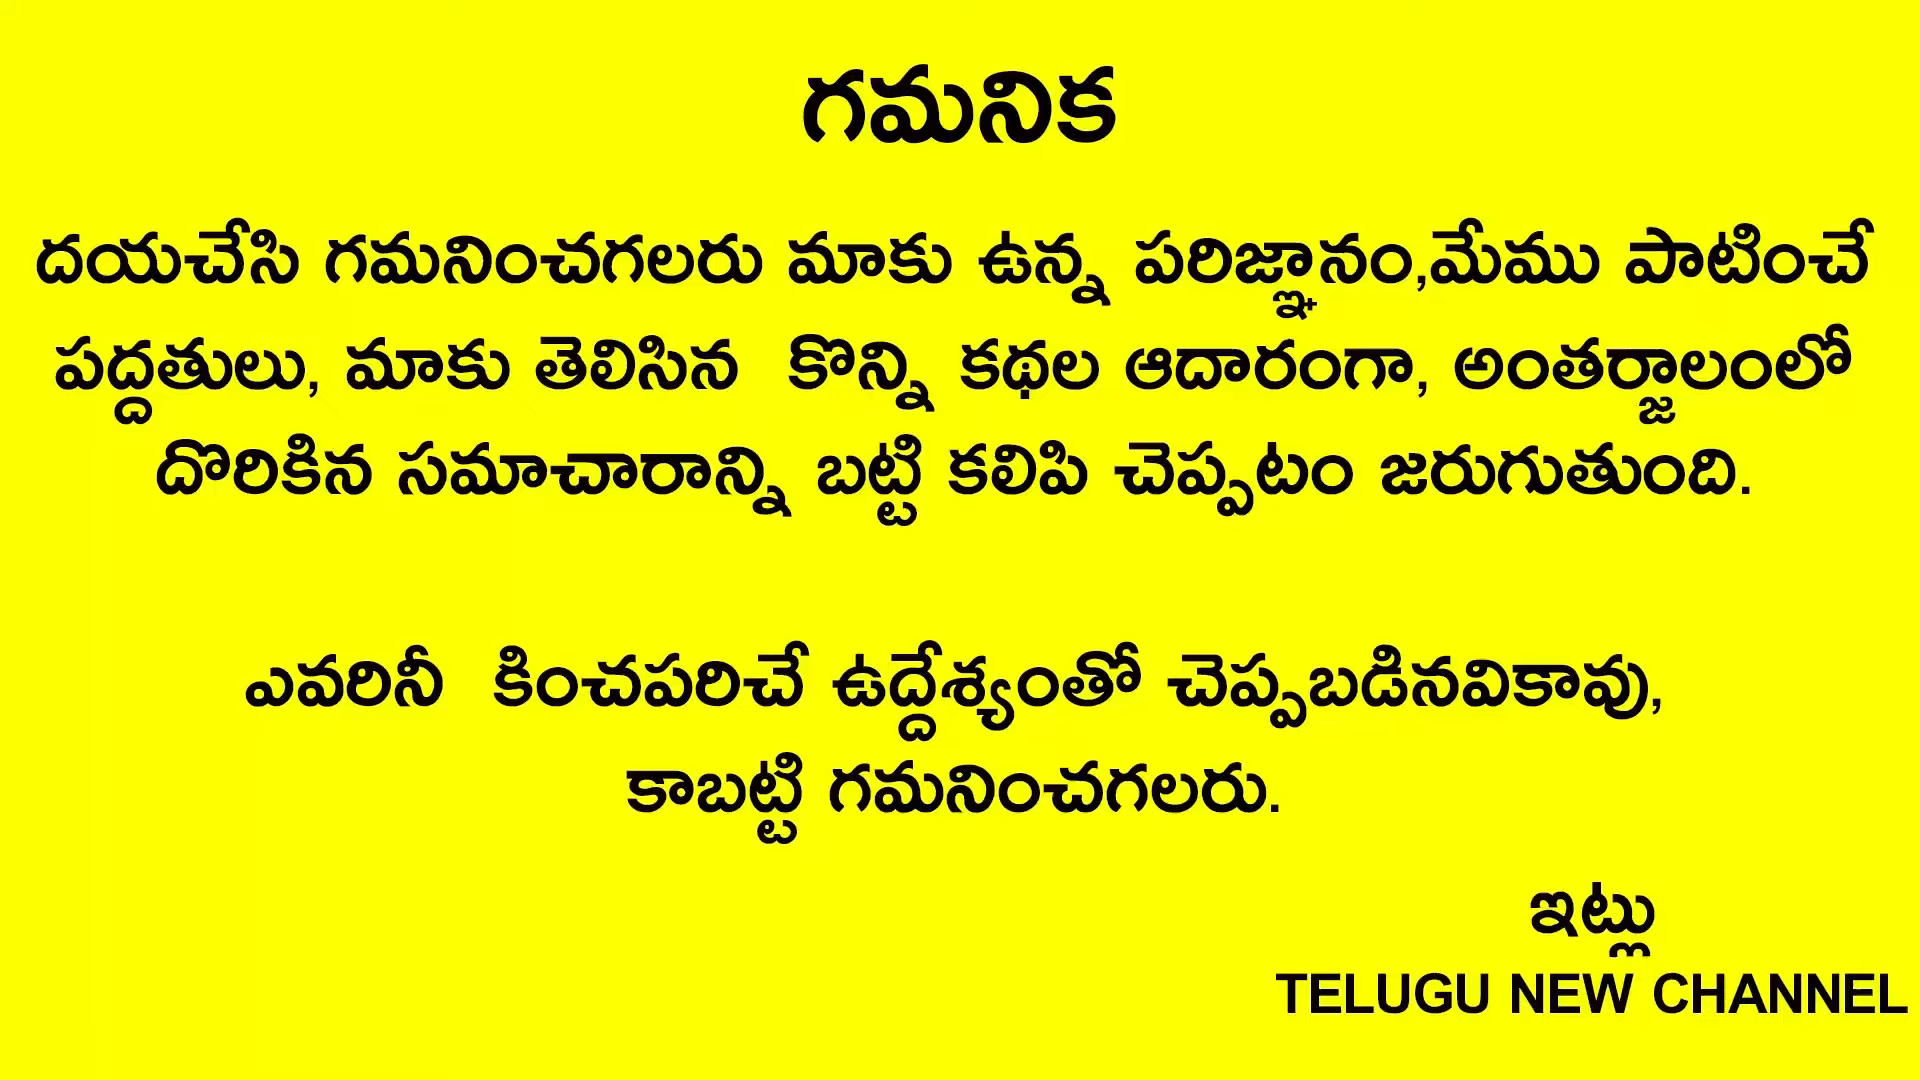 గమనిక
దయచేసి గమనించగలరు మాకు ఉన్న పరిజ్ఞానం,మేము పాటించే
పద్దతులు, మాకు తెలిసిన కొన్ని కథల ఆదారంగా, అంతర్జాలంలో
దొరికిన సమాచారాన్ని బట్టి కలిపి చెప్పటం జరుగుతుంది.
ఎవరినీ కించపరిచే ఉద్దేశ్యంతో చెప్పబడినవికావు,
కాబట్టి గమనించగలరు.
ఇట్లు
TELUGU NEW CHANNEL